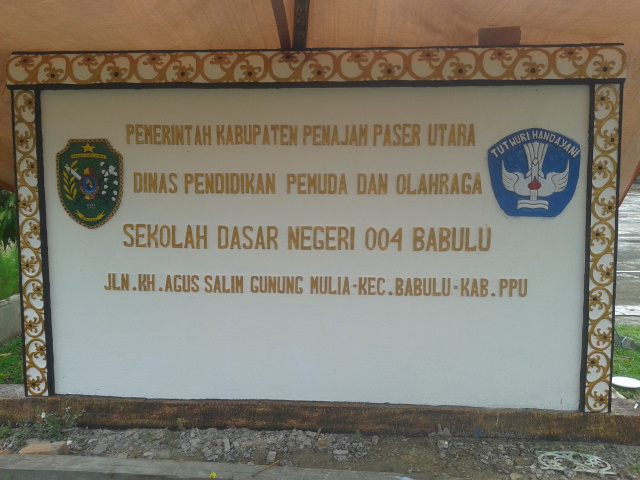 PEMERINTAH KABUPATEN PENAJAM PASER UTARA
DINAS PENDIDIKAN PEMUDA DAN OLAHRAGA
TUT WURI HANDAYANI
SEKOLAH DASAR NEGERI 004 BABULU
JLN.KH.AGUS SALIM GUNUNG MULIA-KEC.BABULU-KAB.PPU